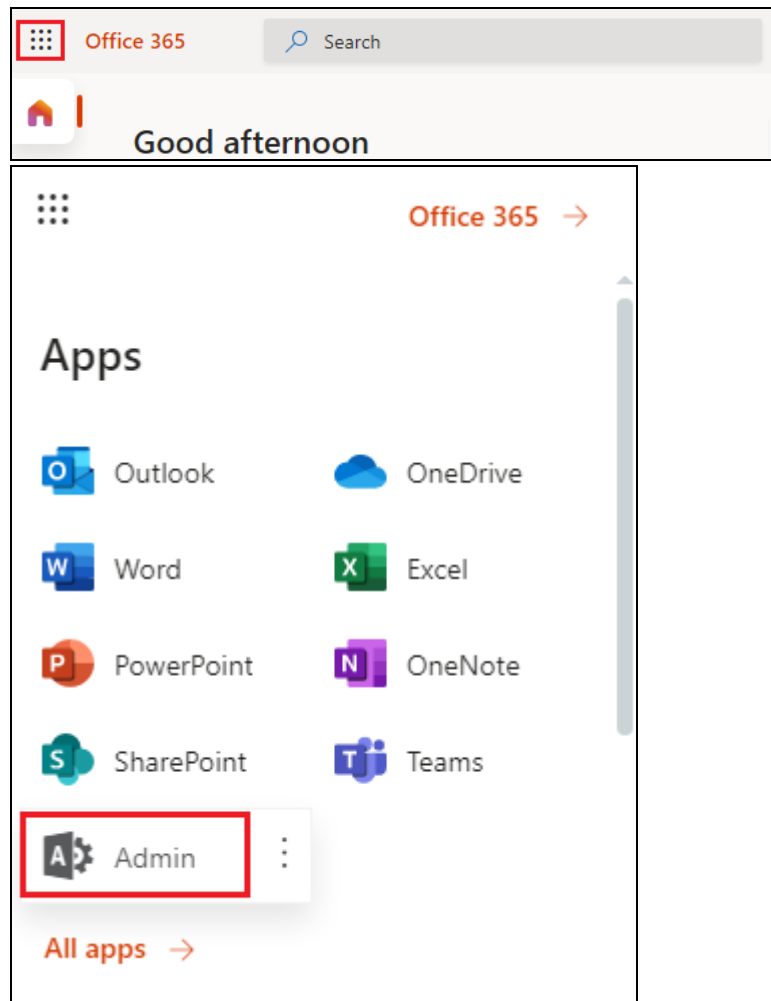 Office 365
Search
Good afternoon
Office 365 →
Apps
O Outlook
OneDrive
W Word
X Excel
P PowerPoint
N OneNote
S SharePoint
T Teams
A Admin
All apps →